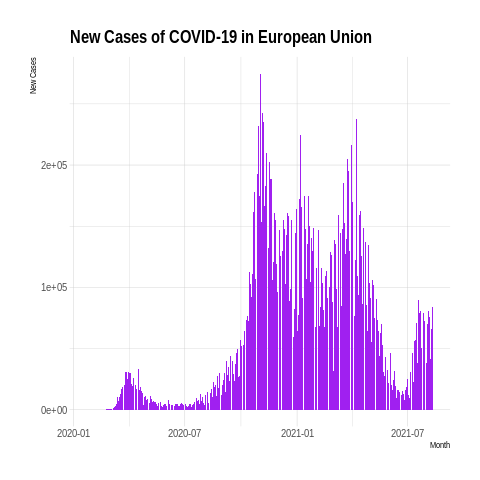 New Cases of COVID-19 in European Union
New Cases
2e+05
1e+05
0e+00
2020-01 2020-07 2021-01 2021-07
Month